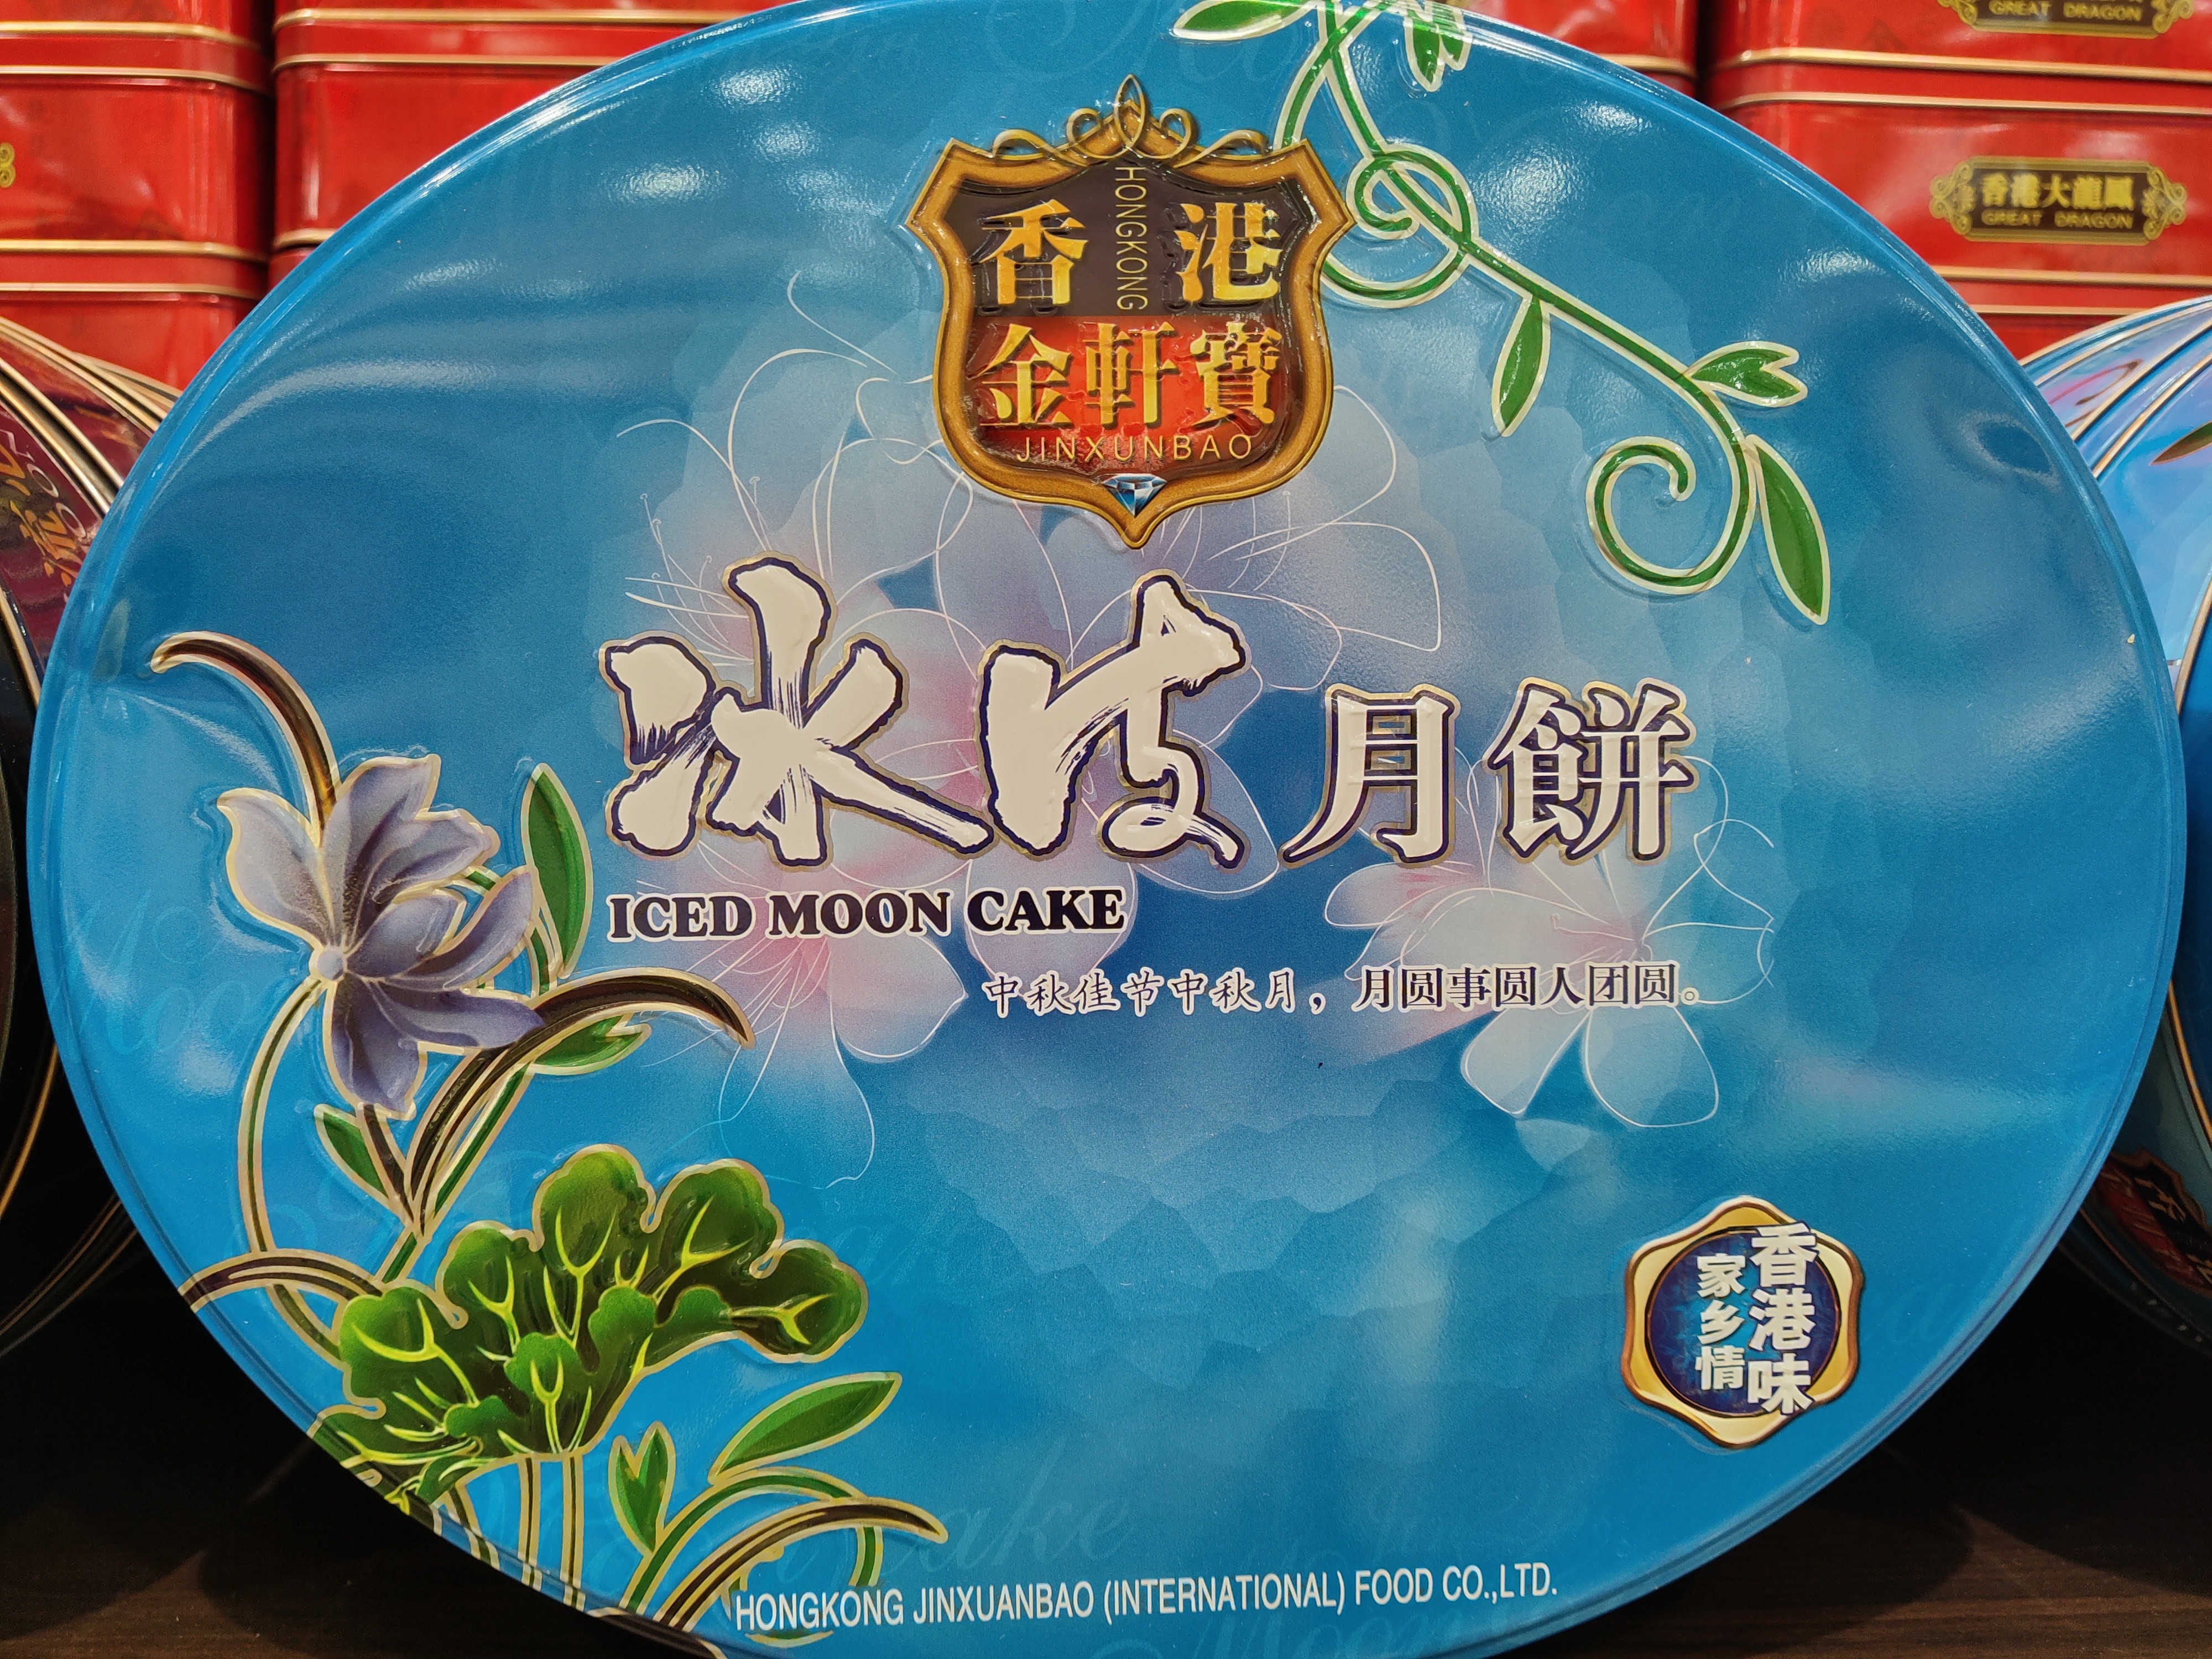 GREAT DRAGON
香港大龍鳳
GREAT DRAGON
香港
HONGKONG
金軒寶
JINXUNBAO
冰皮月餅
ICED MOON CAKE
中秋佳节中秋月，月圆事圆人团圆。
香港味
家乡情
HONGKONG JINXUANBAO (INTERNATIONAL) FOOD CO.,LTD.